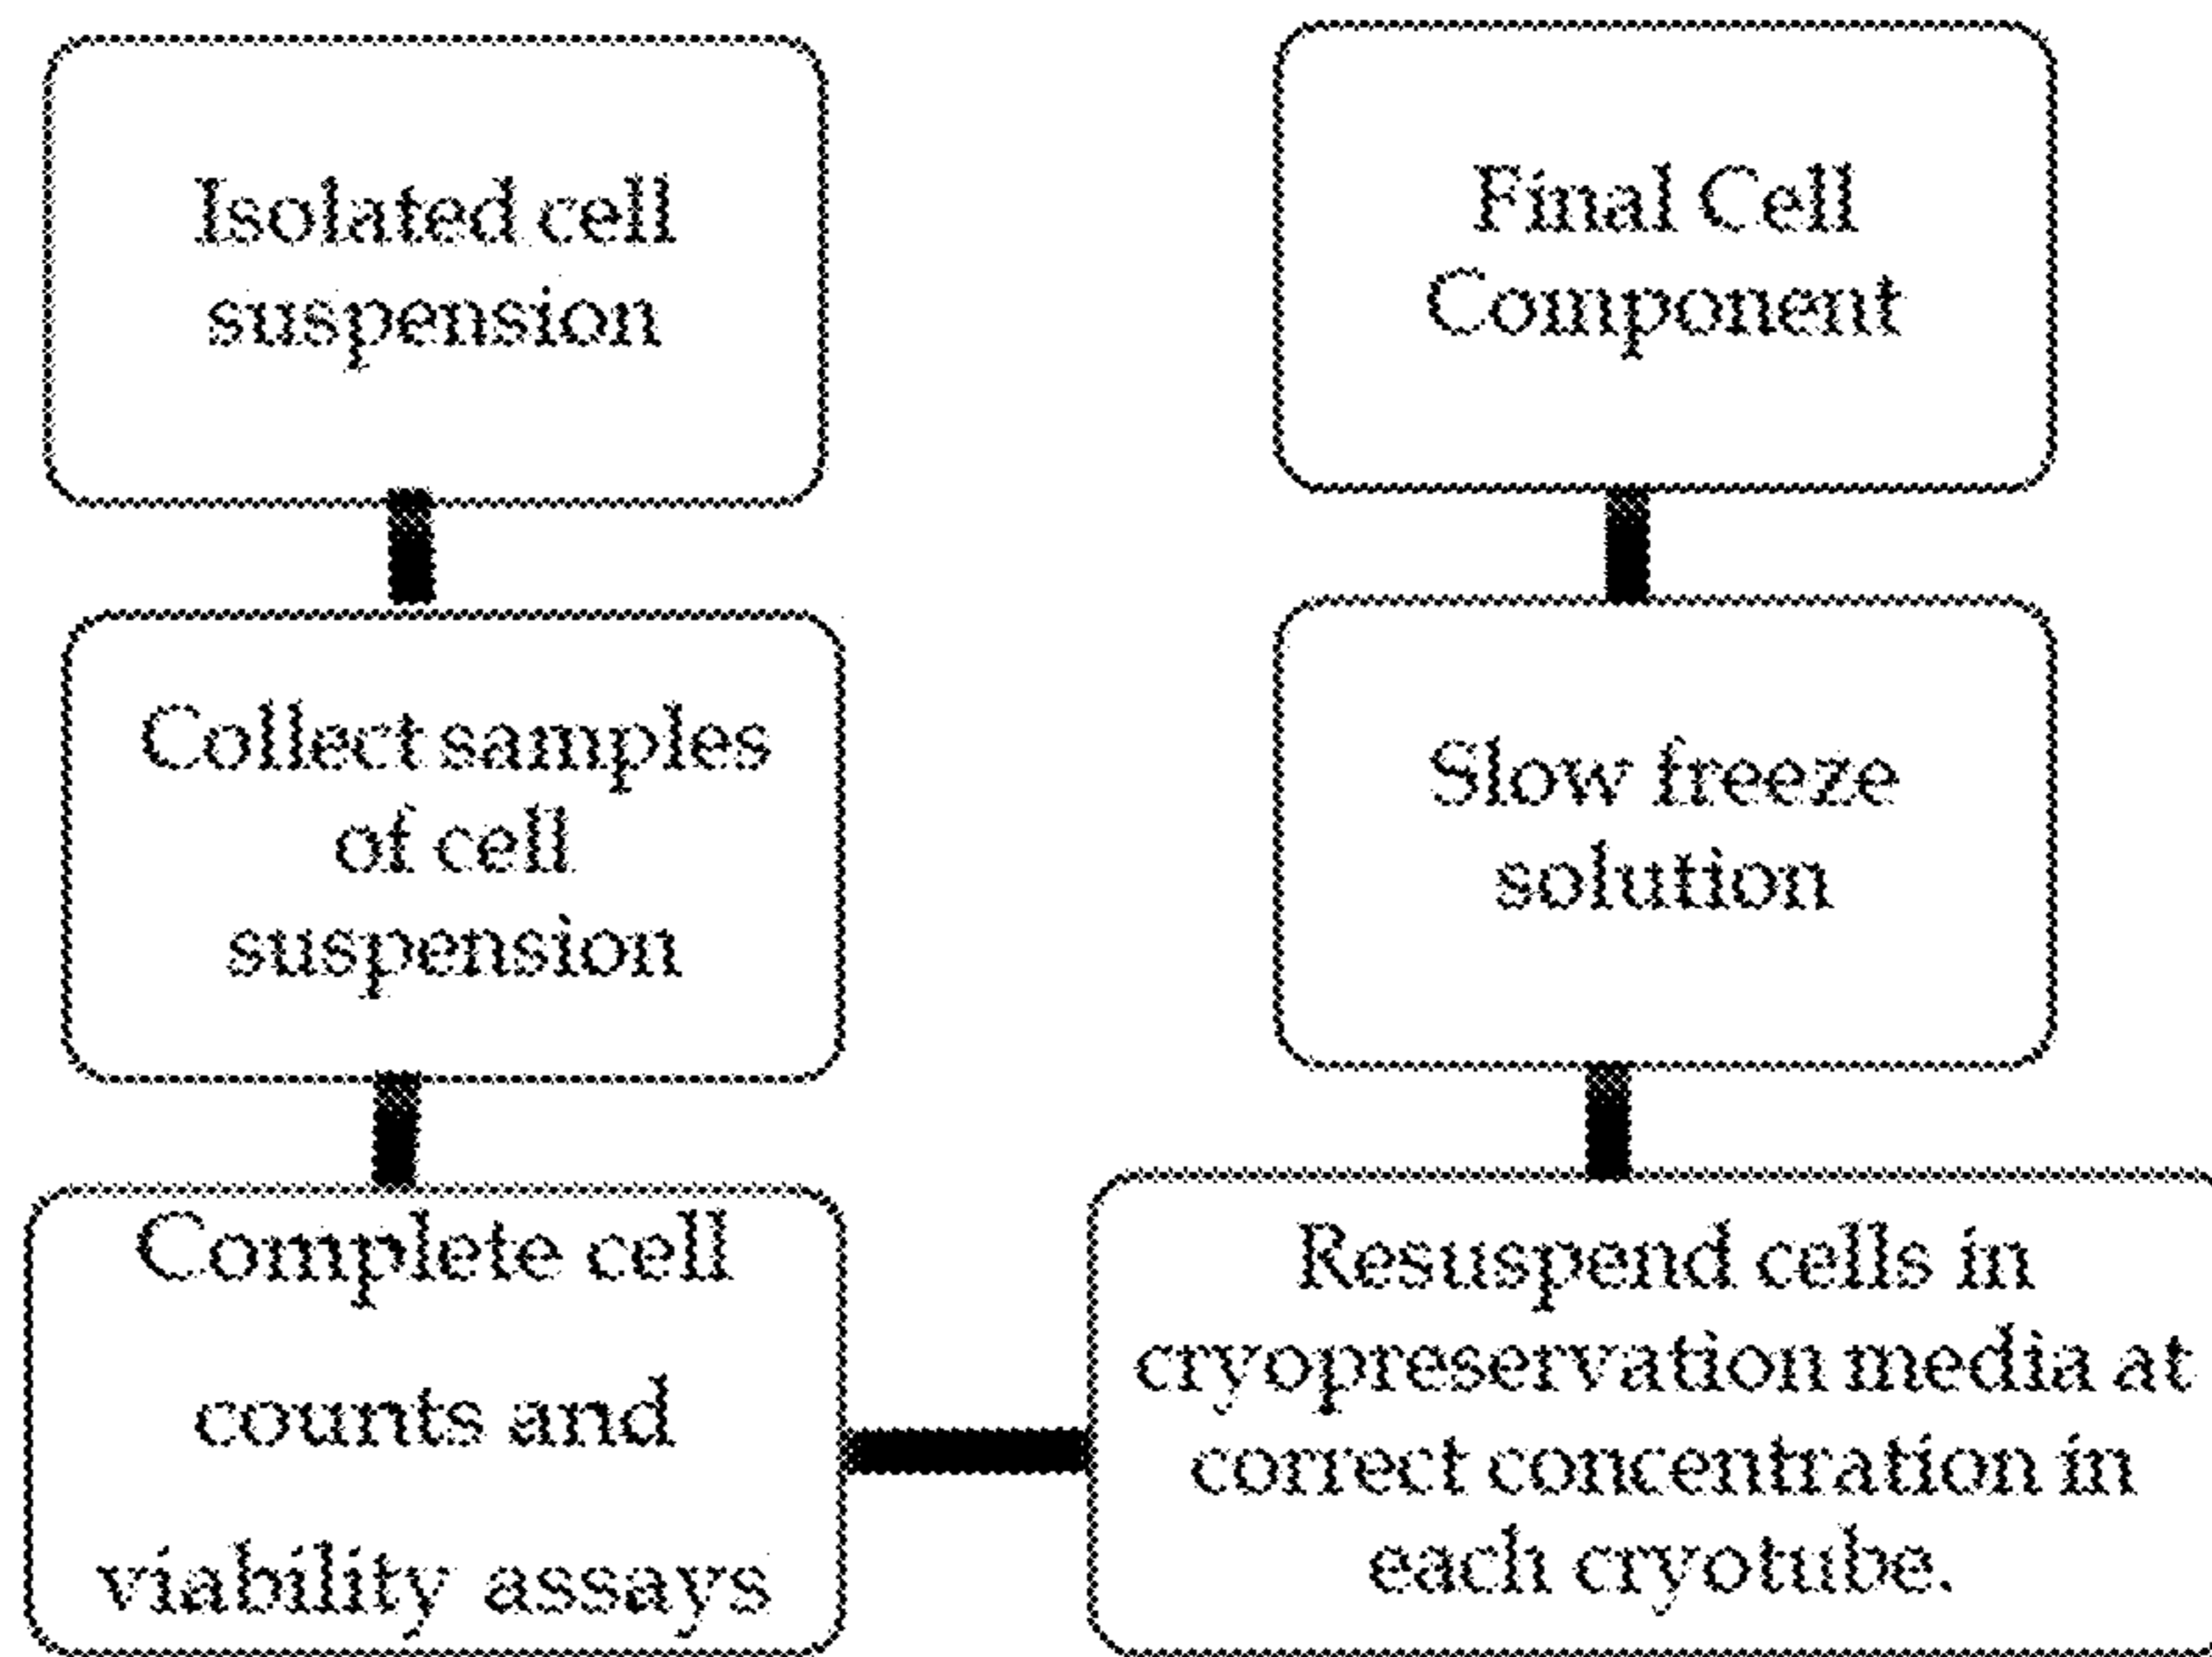 Isolated cell
suspension
Collect samples
of cell
suspension
Complete cell
counts and
viability assays
Final Cell
Component
Slow freeze
solution
Resuspend cells in
cryopreservation media at
correct concentration in
each cryotube.